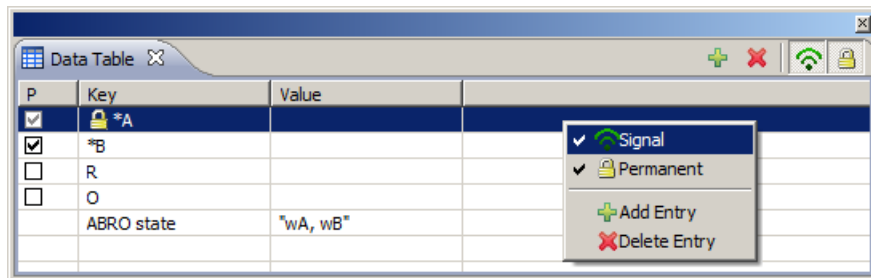 Data Table
P Key Value
*A
*B
R
O
ABRO state "wA, wB"
Signal
Permanent
Add Entry
Delete Entry